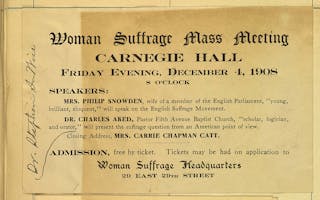 Woman Suffrage Mass Meeting
CARNEGIE HALL
FRIDAY EVENING, DECEMBER 4, 1908
8 O'CLOCK
SPEAKERS:
MRS. PHILIP SNOWDEN, wife of a member of the English Parliament, "young,
brilliant, eloquent," will speak on the English Suffrage Movement.
DR. CHARLES AKED, Pastor Fifth Avenue Baptist Church, "scholar, logician,
and orator," will present the suffrage question from an American point of view.
Closing Address, MRS. CARRIE CHAPMAN CATT.
ADMISSION, free by ticket. Tickets may be had on application to
Woman Suffrage Headquarters
29 EAST 29TH STREET
Dr. Stephen S. Wise